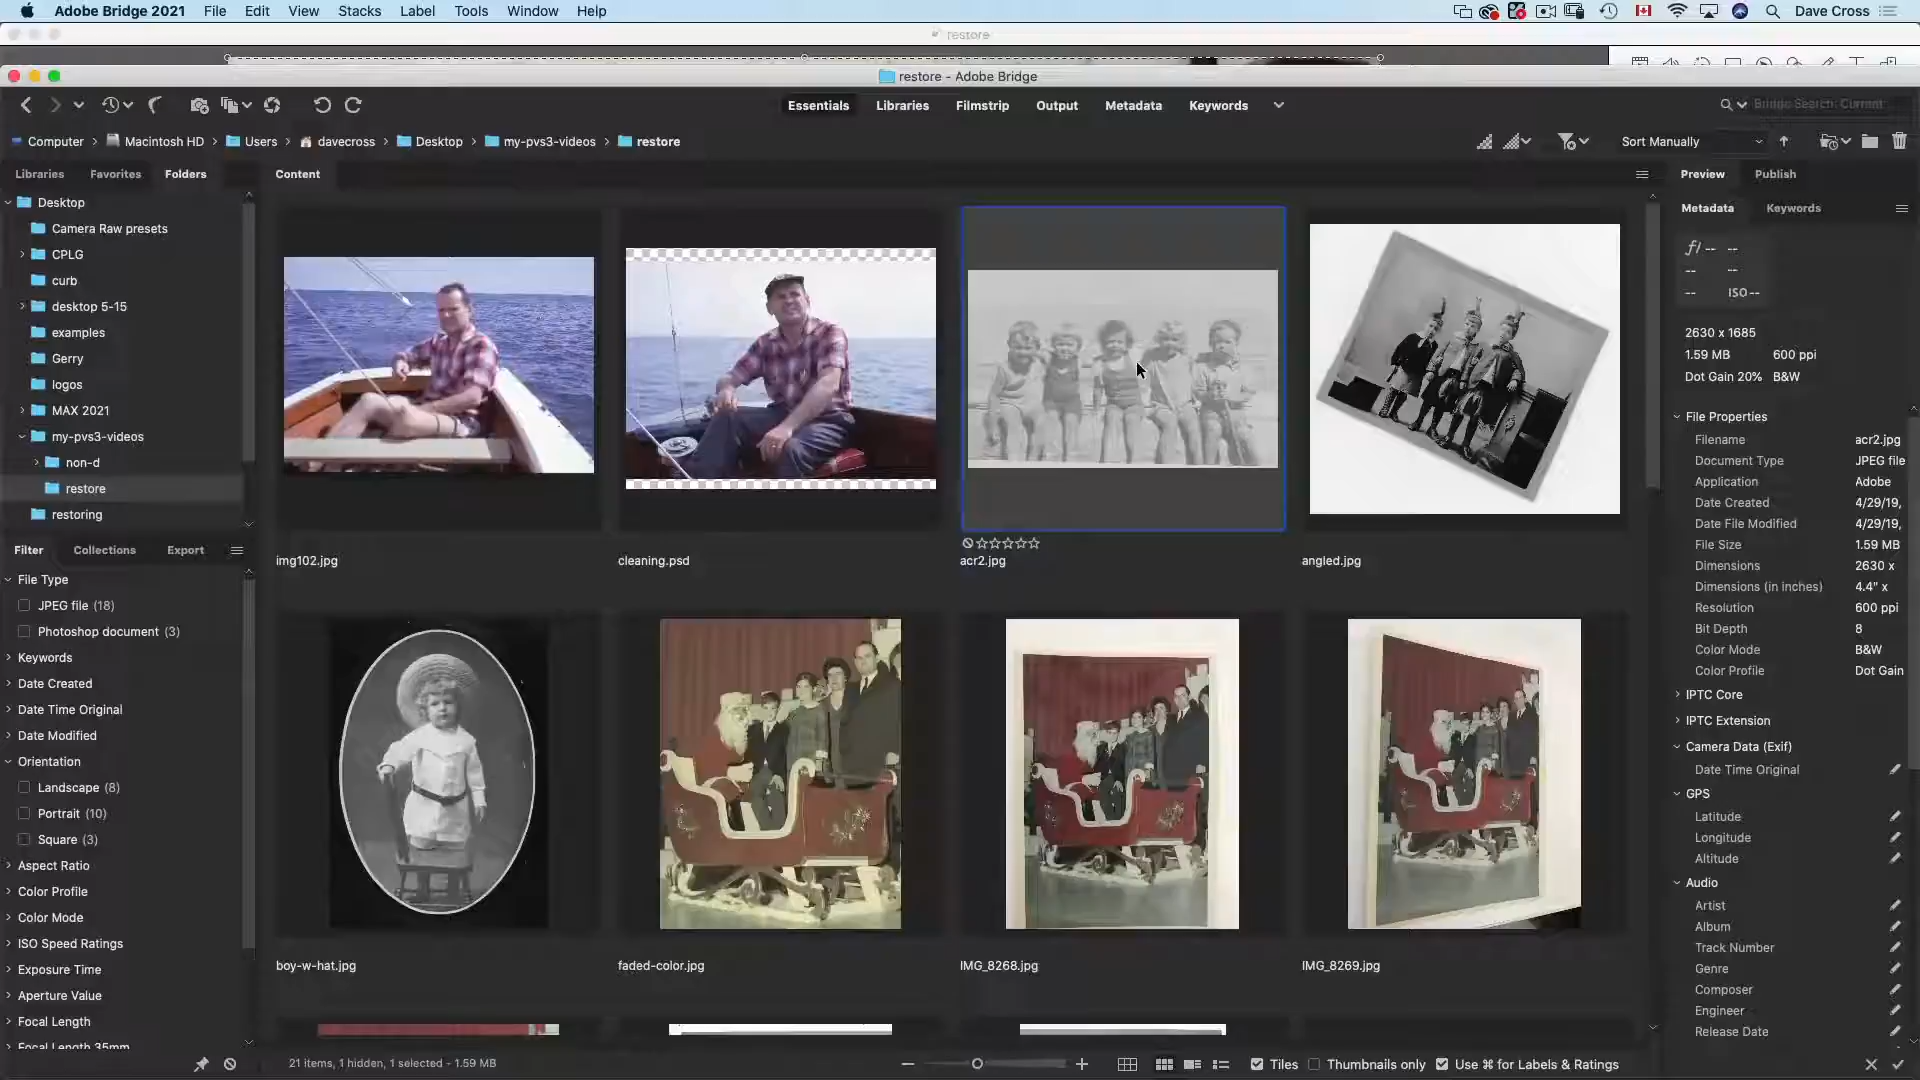 Adobe Bridge 2021 File Edit View Stacks Label Tools Window Help Dave Cross
restore
restore - Adobe Bridge
Essentials Libraries Filmstrip Output Metadata Keywords Bridge Search: Current
Computer Macintosh HD Users davecross Desktop my-pvs3-videos restore Sort Manually
Libraries Favorites Folders
Desktop
Camera Raw presets
CPLG
curb
desktop 5-15
examples
Gerry
logos
MAX 2021
my-pvs3-videos
non-d
restore
restoring
Filter Collections Export
File Type
JPEG file (18)
Photoshop document (3)
Keywords
Date Created
Date Time Original
Date Modified
Orientation
Landscape (8)
Portrait (10)
Square (3)
Aspect Ratio
Color Profile
Color Mode
ISO Speed Ratings
Exposure Time
Aperture Value
Focal Length
Focal Length 35mm
Content
img102.jpg cleaning.psd acr2.jpg angled.jpg
boy-w-hat.jpg faded-color.jpg IMG_8268.jpg IMG_8269.jpg
21 items, 1 hidden, 1 selected - 1.59 MB Tiles Thumbnails only Use ⌘ for Labels & Ratings
Preview Publish
Metadata Keywords
f/ -- --
-- --
-- ISO --
2630 x 1685
1.59 MB 600 ppi
Dot Gain 20% B&W
File Properties
Filename acr2.jpg
Document Type JPEG file
Application Adobe
Date Created 4/29/19,
Date File Modified 4/29/19,
File Size 1.59 MB
Dimensions 2630 x
Dimensions (in inches) 4.4" x
Resolution 600 ppi
Bit Depth 8
Color Mode B&W
Color Profile Dot Gain
IPTC Core
IPTC Extension
Camera Data (Exif)
Date Time Original
GPS
Latitude
Longitude
Altitude
Audio
Artist
Album
Track Number
Genre
Composer
Engineer
Release Date